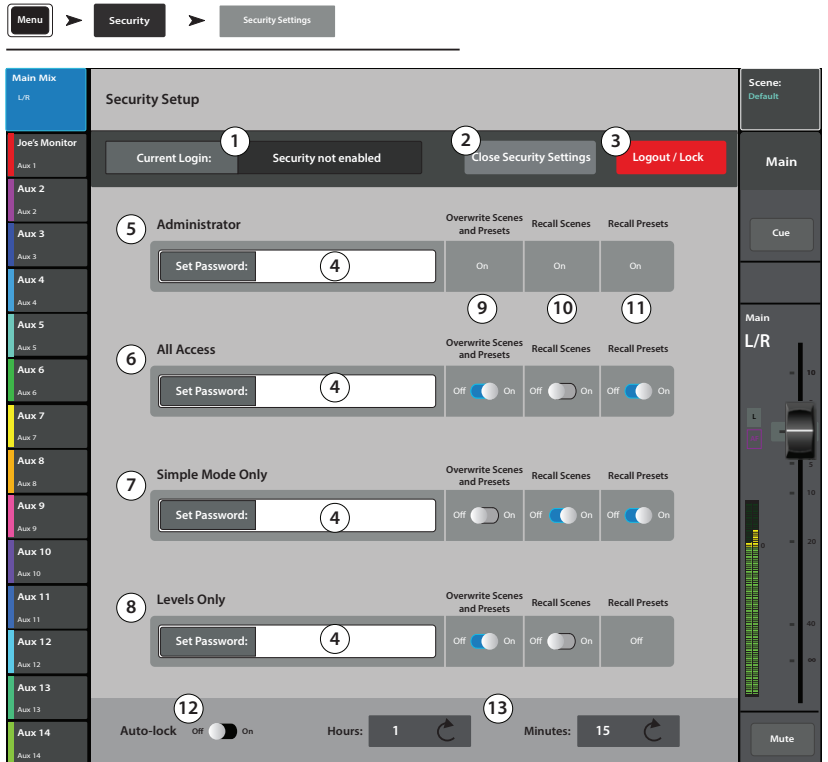 Menu Security Security Settings
Main Mix
L/R
Joe's Monitor
Aux 1
Aux 2
Aux 2
Aux 3
Aux 3
Aux 4
Aux 4
Aux 5
Aux 5
Aux 6
Aux 6
Aux 7
Aux 7
Aux 8
Aux 8
Aux 9
Aux 9
Aux 10
Aux 10
Aux 11
Aux 11
Aux 12
Aux 12
Aux 13
Aux 13
Aux 14
Aux 14
Security Setup
1 2 3
Current Login: Security not enabled Close Security Settings Logout / Lock
5 Administrator Overwrite Scenes and Presets Recall Scenes Recall Presets
Set Password: 4 On On On
9 10 11
6 All Access Overwrite Scenes and Presets Recall Scenes Recall Presets
Set Password: 4 Off On Off On Off On
7 Simple Mode Only Overwrite Scenes and Presets Recall Scenes Recall Presets
Set Password: 4 Off On Off On Off On
8 Levels Only Overwrite Scenes and Presets Recall Scenes Recall Presets
Set Password: 4 Off On Off On Off
12 13
Auto-lock Off On Hours: 1 Minutes: 15
Scene:
Default
Main
Cue
Main
L/R
10
L
5
10
0 20
40
∞
Mute